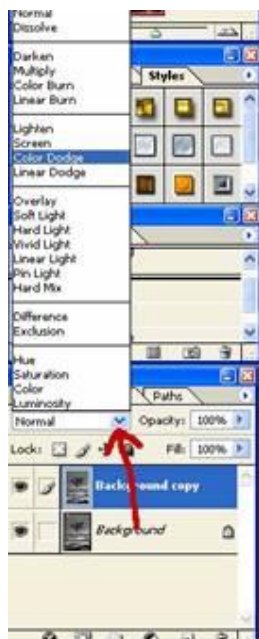 Normal
Dissolve
Darken
Multiply
Color Burn
Linear Burn
Styles
Lighten
Screen
Color Dodge
Linear Dodge
Overlay
Soft Light
Hard Light
Vivid Light
Linear Light
Pin Light
Hard Mix
Difference
Exclusion
Hue
Saturation
Color
Luminosity
Paths
Normal Opacity: 100%
Lock: Fill: 100%
Background copy
Background